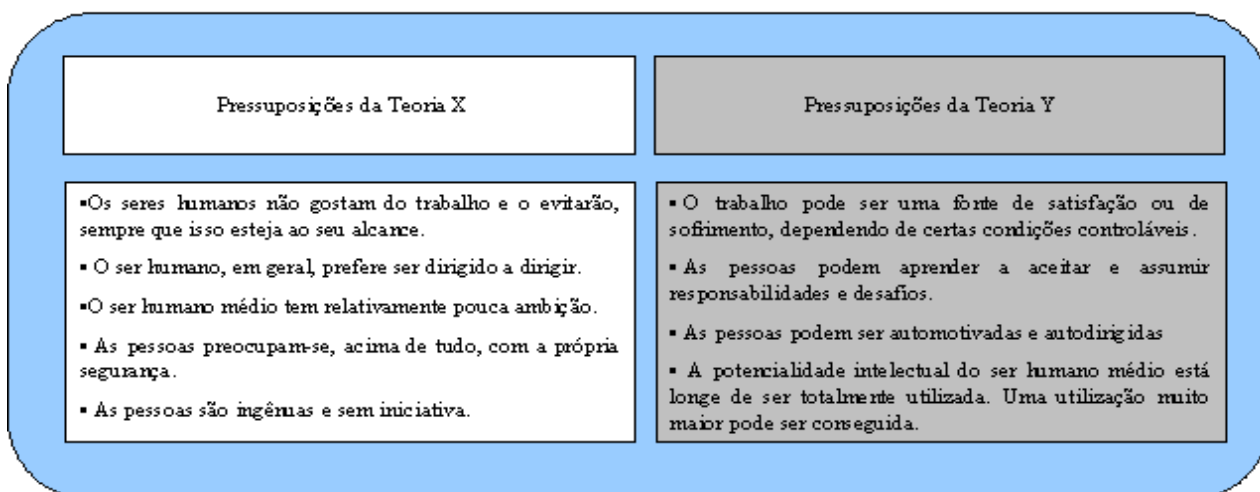 Pressuposições da Teoria X
Pressuposições da Teoria Y
▪Os seres humanos não gostam do trabalho e o evitarão,
sempre que isso esteja ao seu alcance.
▪ O ser humano, em geral, prefere ser dirigido a dirigir.
▪O ser humano médio tem relativamente pouca ambição.
▪ As pessoas preocupam-se, acima de tudo, com a própria
segurança.
▪ As pessoas são ingênuas e sem iniciativa.
▪ O trabalho pode ser uma fonte de satisfação ou de
sofrimento, dependendo de certas condições controláveis.
▪ As pessoas podem aprender a aceitar e assumir
responsabilidades e desafios.
▪ As pessoas podem ser automotivadas e autodirigidas
▪ A potencialidade intelectual do ser humano médio está
longe de ser totalmente utilizada. Uma utilização muito
maior pode ser conseguida.